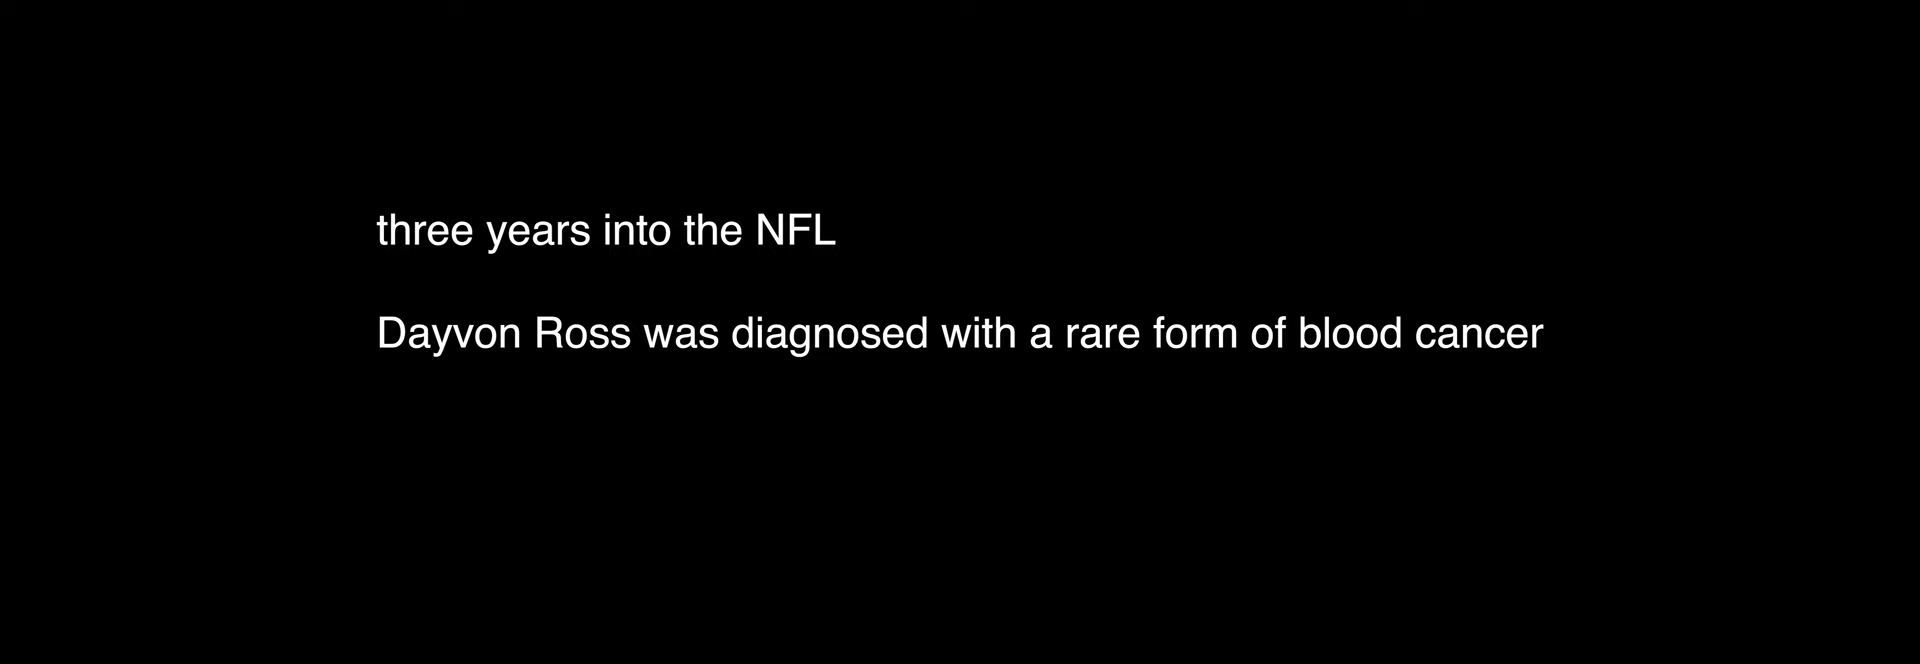 three years into the NFL
Dayvon Ross was diagnosed with a rare form of blood cancer